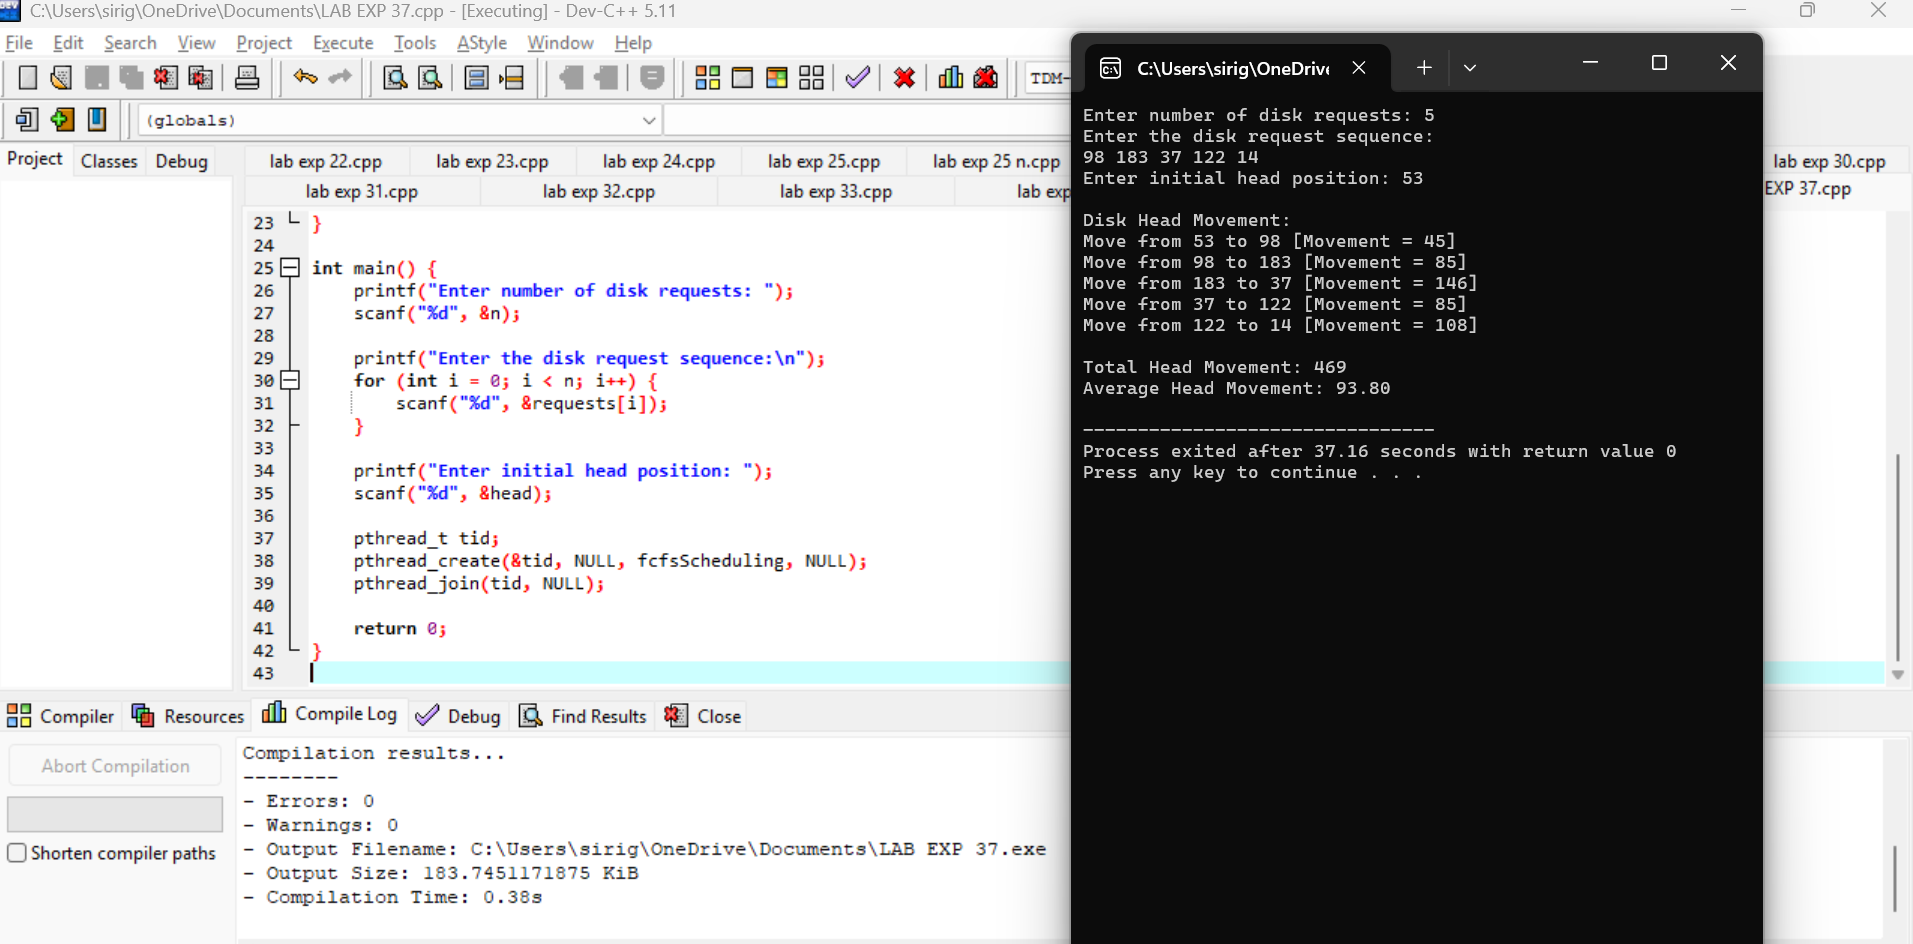 C:\Users\sirig\OneDrive\Documents\LAB EXP 37.cpp - [Executing] - Dev-C++ 5.11
File Edit Search View Project Execute Tools AStyle Window Help
TDM-
(globals)
Project Classes Debug
lab exp 22.cpp lab exp 23.cpp lab exp 24.cpp lab exp 25.cpp lab exp 25 n.cpp lab exp 30.cpp
lab exp 31.cpp lab exp 32.cpp lab exp 33.cpp lab exp EXP 37.cpp
23 }
24
25 int main() {
26 printf("Enter number of disk requests: ");
27 scanf("%d", &n);
28
29 printf("Enter the disk request sequence:\n");
30 for (int i = 0; i < n; i++) {
31 scanf("%d", &requests[i]);
32 }
33
34 printf("Enter initial head position: ");
35 scanf("%d", &head);
36
37 pthread_t tid;
38 pthread_create(&tid, NULL, fcfsScheduling, NULL);
39 pthread_join(tid, NULL);
40
41 return 0;
42 }
43
Compiler Resources Compile Log Debug Find Results Close
Abort Compilation
Shorten compiler paths
Compilation results...
--------
- Errors: 0
- Warnings: 0
- Output Filename: C:\Users\sirig\OneDrive\Documents\LAB EXP 37.exe
- Output Size: 183.7451171875 KiB
- Compilation Time: 0.38s
C:\Users\sirig\OneDrive
Enter number of disk requests: 5
Enter the disk request sequence:
98 183 37 122 14
Enter initial head position: 53
Disk Head Movement:
Move from 53 to 98 [Movement = 45]
Move from 98 to 183 [Movement = 85]
Move from 183 to 37 [Movement = 146]
Move from 37 to 122 [Movement = 85]
Move from 122 to 14 [Movement = 108]
Total Head Movement: 469
Average Head Movement: 93.80
--------------------------------
Process exited after 37.16 seconds with return value 0
Press any key to continue . . .